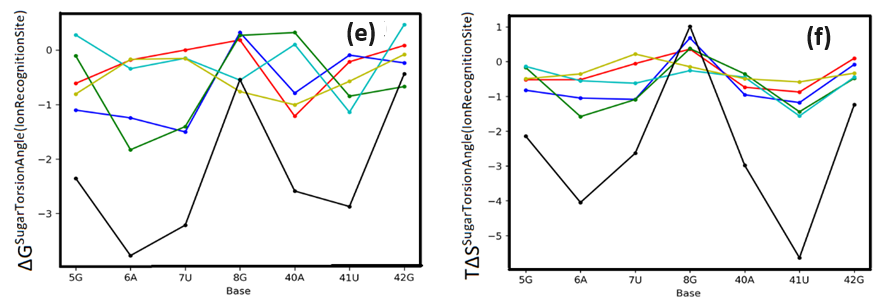 ΔG^SugarTorsionAngle(IonRecognitionSite)
(e)
0
−1
−2
−3
5G 6A 7U 8G 40A 41U 42G
Base
TΔS^SugarTorsionAngle(IonRecognitionSite)
(f)
1
0
−1
−2
−3
−4
−5
5G 6A 7U 8G 40A 41U 42G
Base